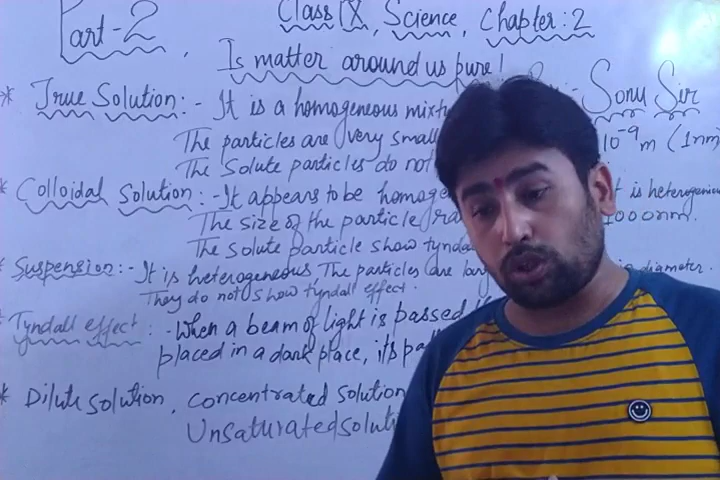 Part-2, Class IX, Science, Chapter:2
Is matter around us pure!
:- Sonu Sir
* True Solution:- It is a homogeneous mixtu
The particles are very small 10⁻⁹m (1nm
The Solute particles do not
* Colloidal Solution:- It appears to be homoge t is heterogeniou
The size of the particle ra 1000nm.
The solute particle show tynda
* Suspension:- It is heterogeneous The particles are larg diameter.
They do not show tyndall effect.
* Tyndall effect:- When a beam of light is passed
placed in a dark place, its pa
* Dilute solution, concentrated solution
Unsaturated soluti